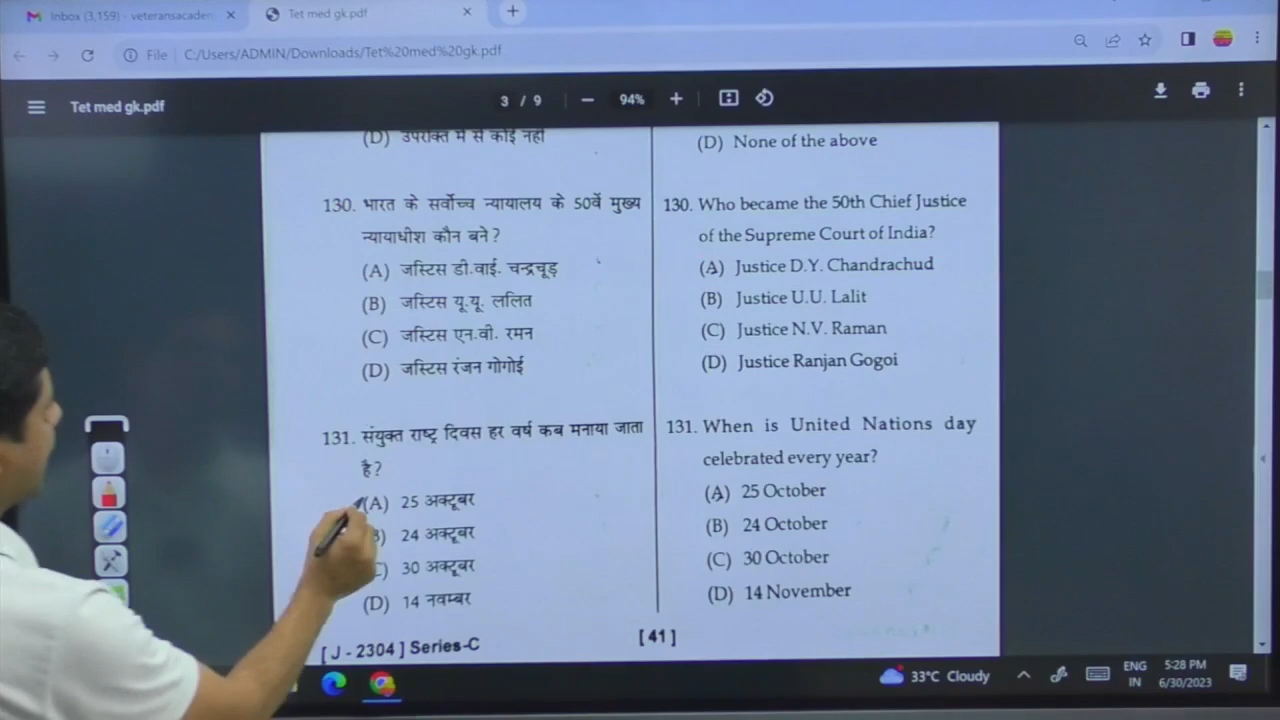 Inbox (3,159) - veteransacadem
Tet med gk.pdf
File C:/Users/ADMIN/Downloads/Tet%20med%20gk.pdf
Tet med gk.pdf
3 / 9
94%
(D) उपरोक्त में से कोई नहीं
130. भारत के सर्वोच्च न्यायालय के 50वें मुख्य
न्यायाधीश कौन बने?
(A) जस्टिस डी.वाई. चन्द्रचूड़
(B) जस्टिस यू.यू. ललित
(C) जस्टिस एन.वी. रमन
(D) जस्टिस रंजन गोगोई
131. संयुक्त राष्ट्र दिवस हर वर्ष कब मनाया जाता
है?
(A) 25 अक्टूबर
B) 24 अक्टूबर
C) 30 अक्टूबर
(D) 14 नवम्बर
[ J - 2304 ] Series-C
(D) None of the above
130. Who became the 50th Chief Justice
of the Supreme Court of India?
(A) Justice D.Y. Chandrachud
(B) Justice U.U. Lalit
(C) Justice N.V. Raman
(D) Justice Ranjan Gogoi
131. When is United Nations day
celebrated every year?
(A) 25 October
(B) 24 October
(C) 30 October
(D) 14 November
[ 41 ]
33°C Cloudy
ENG
IN
5:28 PM
6/30/2023